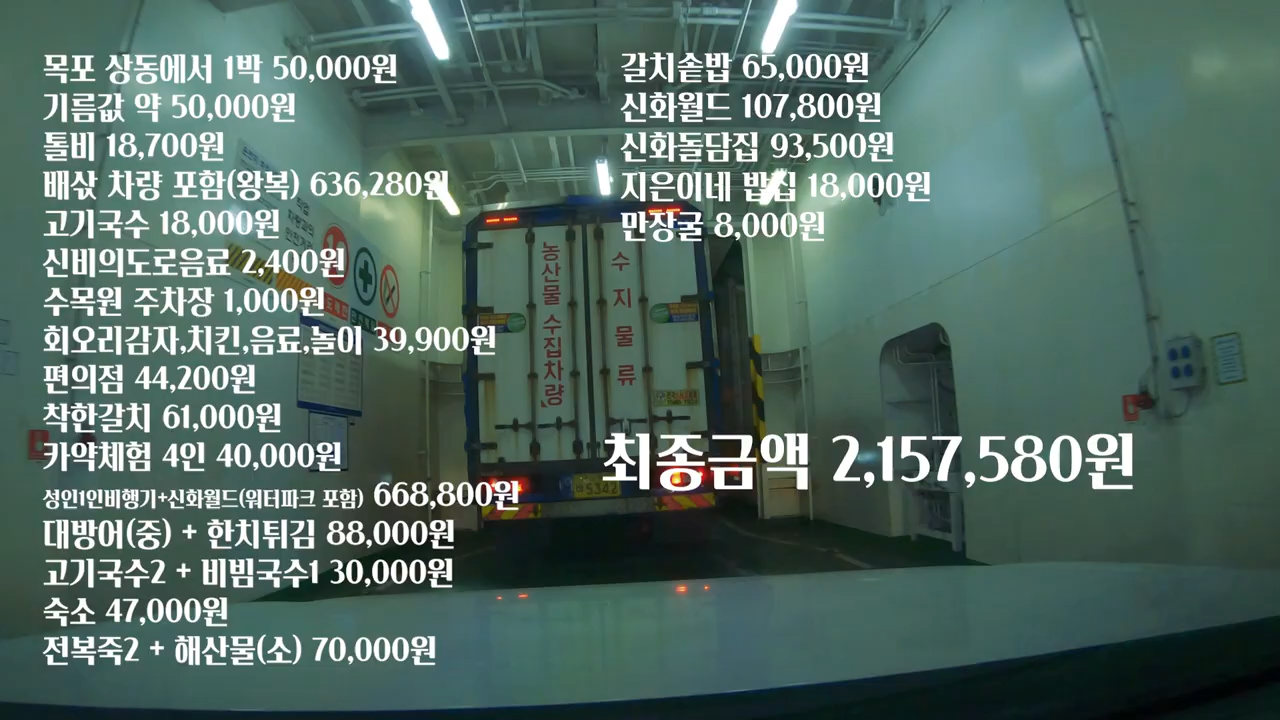 목포 상동에서 1박 50,000원
기름값 약 50,000원
톨비 18,700원
배삯 차량 포함(왕복) 636,280원
고기국수 18,000원
신비의도로음료 2,400원
수목원 주차장 1,000원
회오리감자,치킨,음료,놀이 39,900원
편의점 44,200원
착한갈치 61,000원
카약체험 4인 40,000원
성인1인비행기+신화월드(워터파크 포함) 668,800원
대방어(중) + 한치튀김 88,000원
고기국수2 + 비빔국수1 30,000원
숙소 47,000원
전복죽2 + 해산물(소) 70,000원
갈치솥밥 65,000원
신화월드 107,800원
신화돌담집 93,500원
지은이네 밥집 18,000원
만장굴 8,000원
최종금액 2,157,580원
농산물 수집차량
수지물류
5342